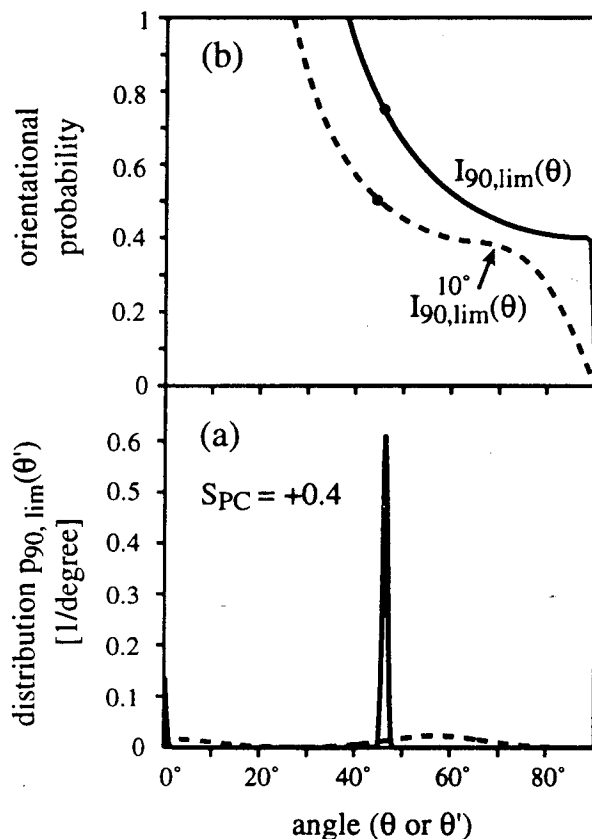 (b)
1
0.8
0.6
0.4
0.2
0
orientational
probability
I90,lim(θ)
10°
I90,lim(θ)
(a)
SPC = +0.4
0.6
0.5
0.4
0.3
0.2
0.1
0
distribution p90, lim(θ')
[1/degree]
0° 20° 40° 60° 80°
angle (θ or θ')